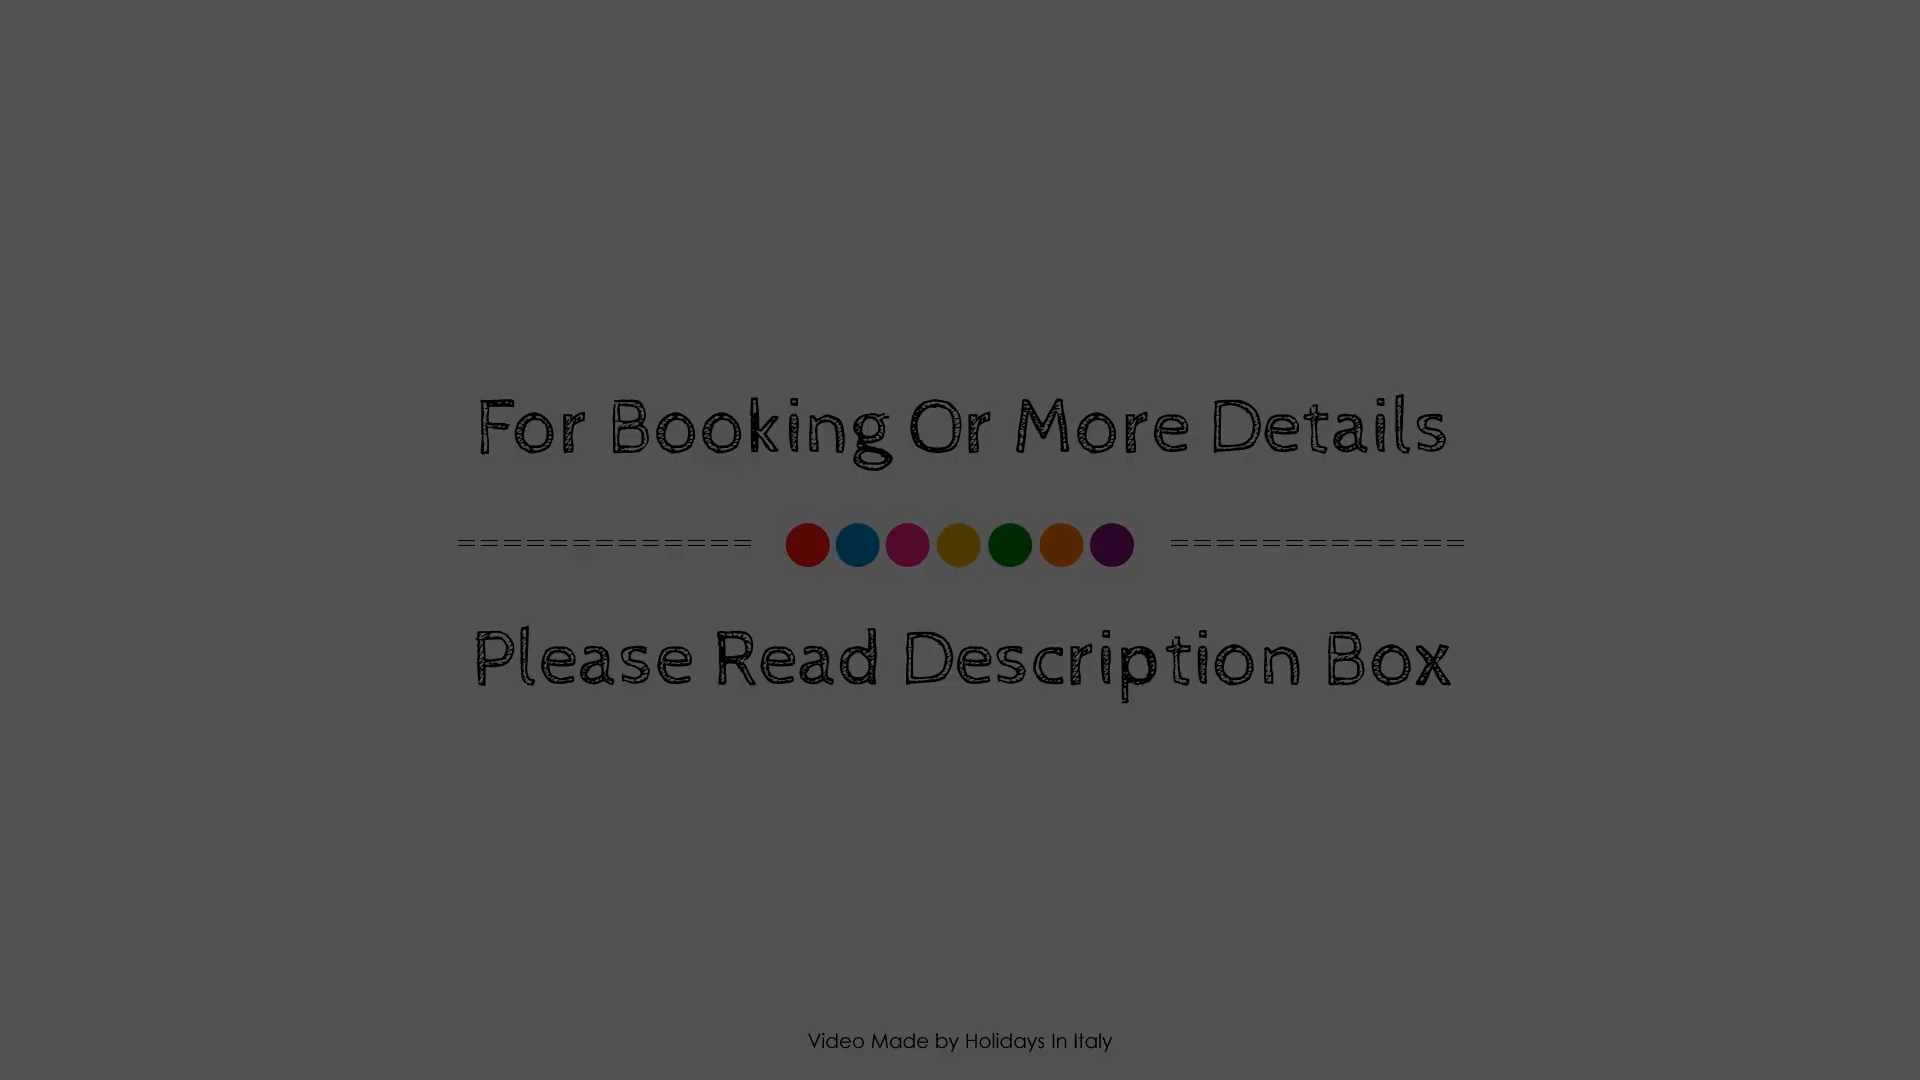 For Booking Or More Details
============= =============
Please Read Description Box
Video Made by Holidays In Italy